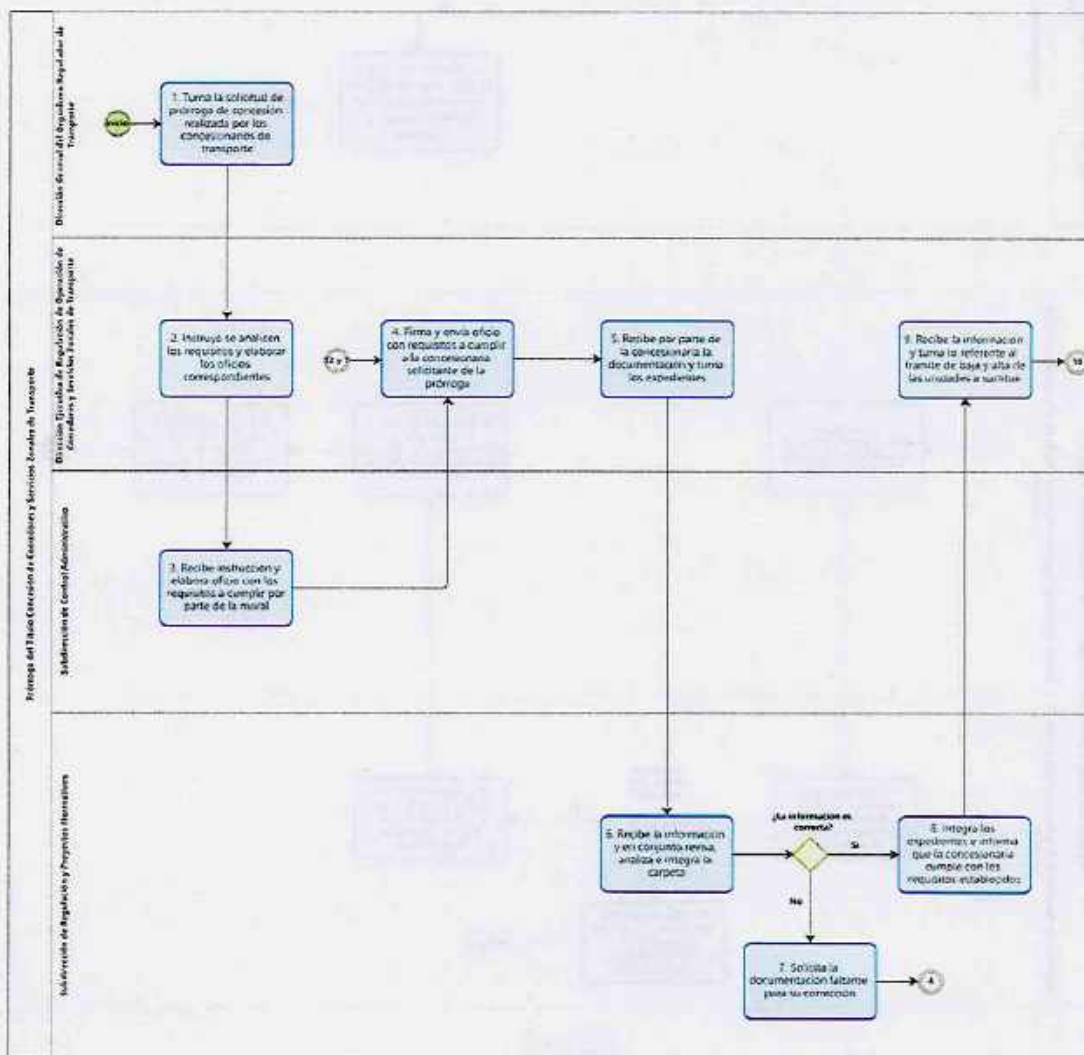 Prórroga del Título Concesión de Corredores y Servicios Zonales de Transporte
Dirección General del Organismo Regulador de
Transporte
Inicio
1. Turna la solicitud de
prórroga de concesión
realizada por los
concesionarios de
transporte
Dirección Ejecutiva de Regulación de Operación de
Corredores y Servicios Zonales de Transporte
2. Instruye se analicen
los requisitos y elaborar
los oficios
correspondientes
4. Firma y envía oficio
con requisitos a cumplir
a la concesionaria
solicitante de la
prórroga
5. Recibe por parte
de la concesionaria la
documentación y turna
los expedientes
9. Recibe la información
y turna lo referente al
trámite de baja y alta de
las unidades a sustituir
10
Subdirección de Control Administrativo
3. Recibe instrucción y
elabora oficio con los
requisitos a cumplir por
parte de la moral
Subdirección de Regulación y Proyectos Normativos
6. Recibe la información
y en conjunto revisa,
analiza e integra la
carpeta
¿La información es
correcta?
Si
No
8. Integra los
expedientes e informa
que la concesionaria
cumple con los
requisitos establecidos
7. Solicita la
documentación faltante
para su corrección
4